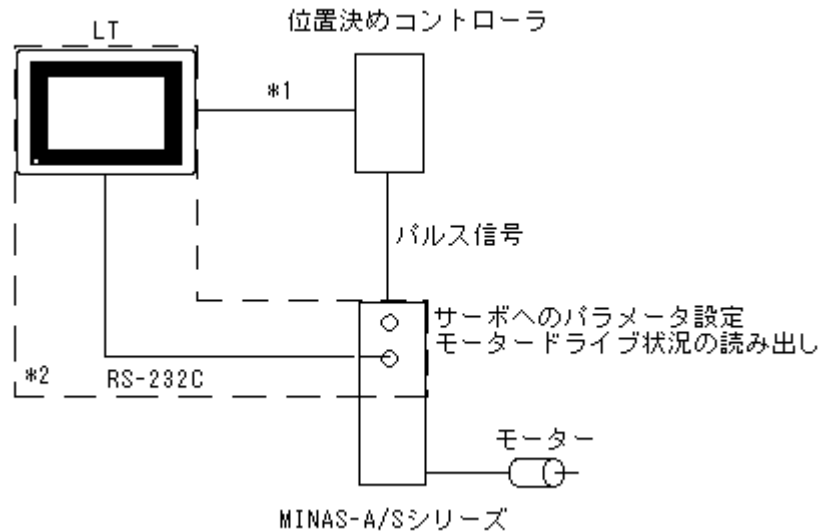 LT
位置決めコントローラ
*1
パルス信号
サーボへのパラメータ設定
モータードライブ状況の読み出し
*2
RS-232C
モーター
MINAS-A/Sシリーズ